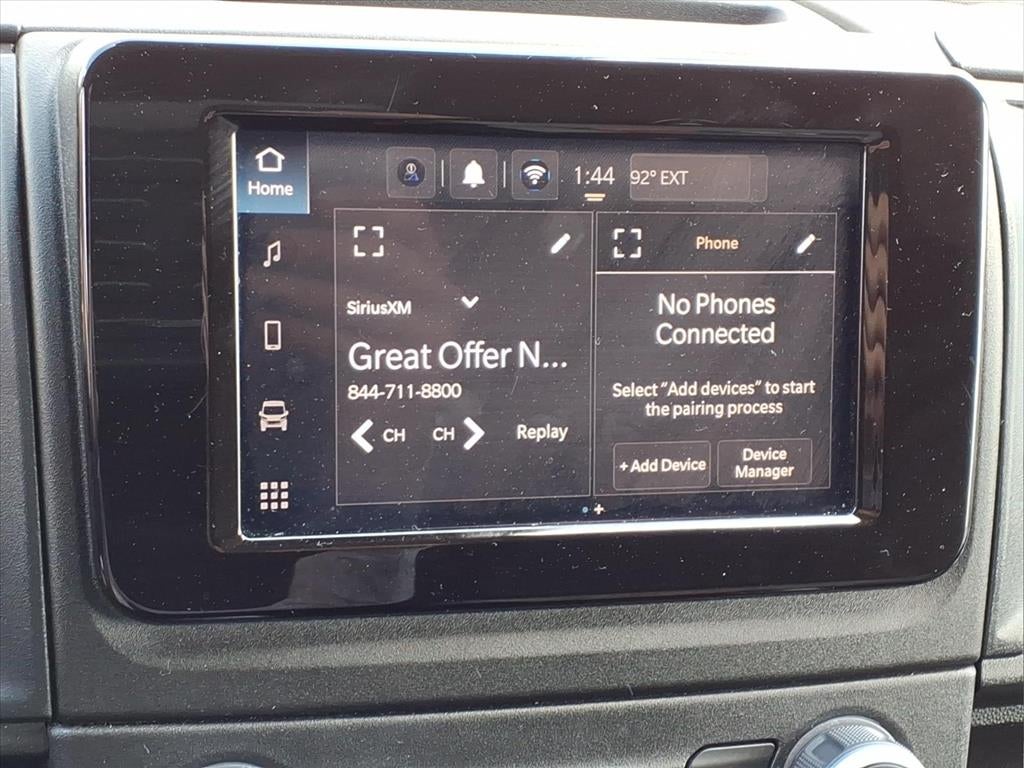 Home
1:44
92° EXT
SiriusXM
Great Offer N...
844-711-8800
CH
CH
Replay
Phone
No Phones
Connected
Select "Add devices" to start
the pairing process
+ Add Device
Device
Manager